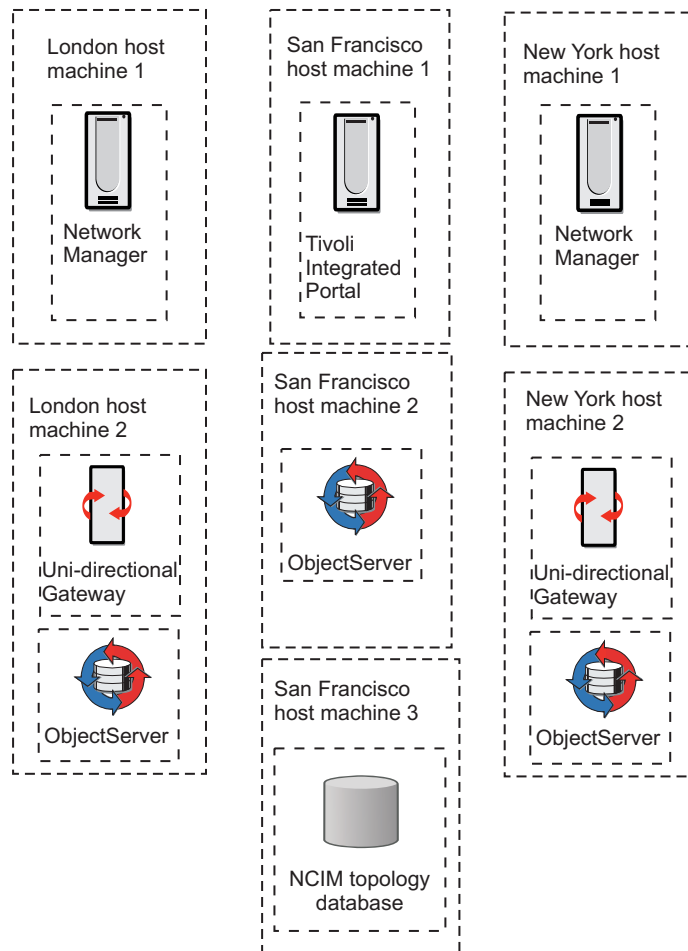 London host
machine 1
Network
Manager
San Francisco
host machine 1
Tivoli
Integrated
Portal
New York host
machine 1
Network
Manager
London host
machine 2
Uni-directional
Gateway
ObjectServer
San Francisco
host machine 2
ObjectServer
New York host
machine 2
Uni-directional
Gateway
ObjectServer
San Francisco
host machine 3
NCIM topology
database